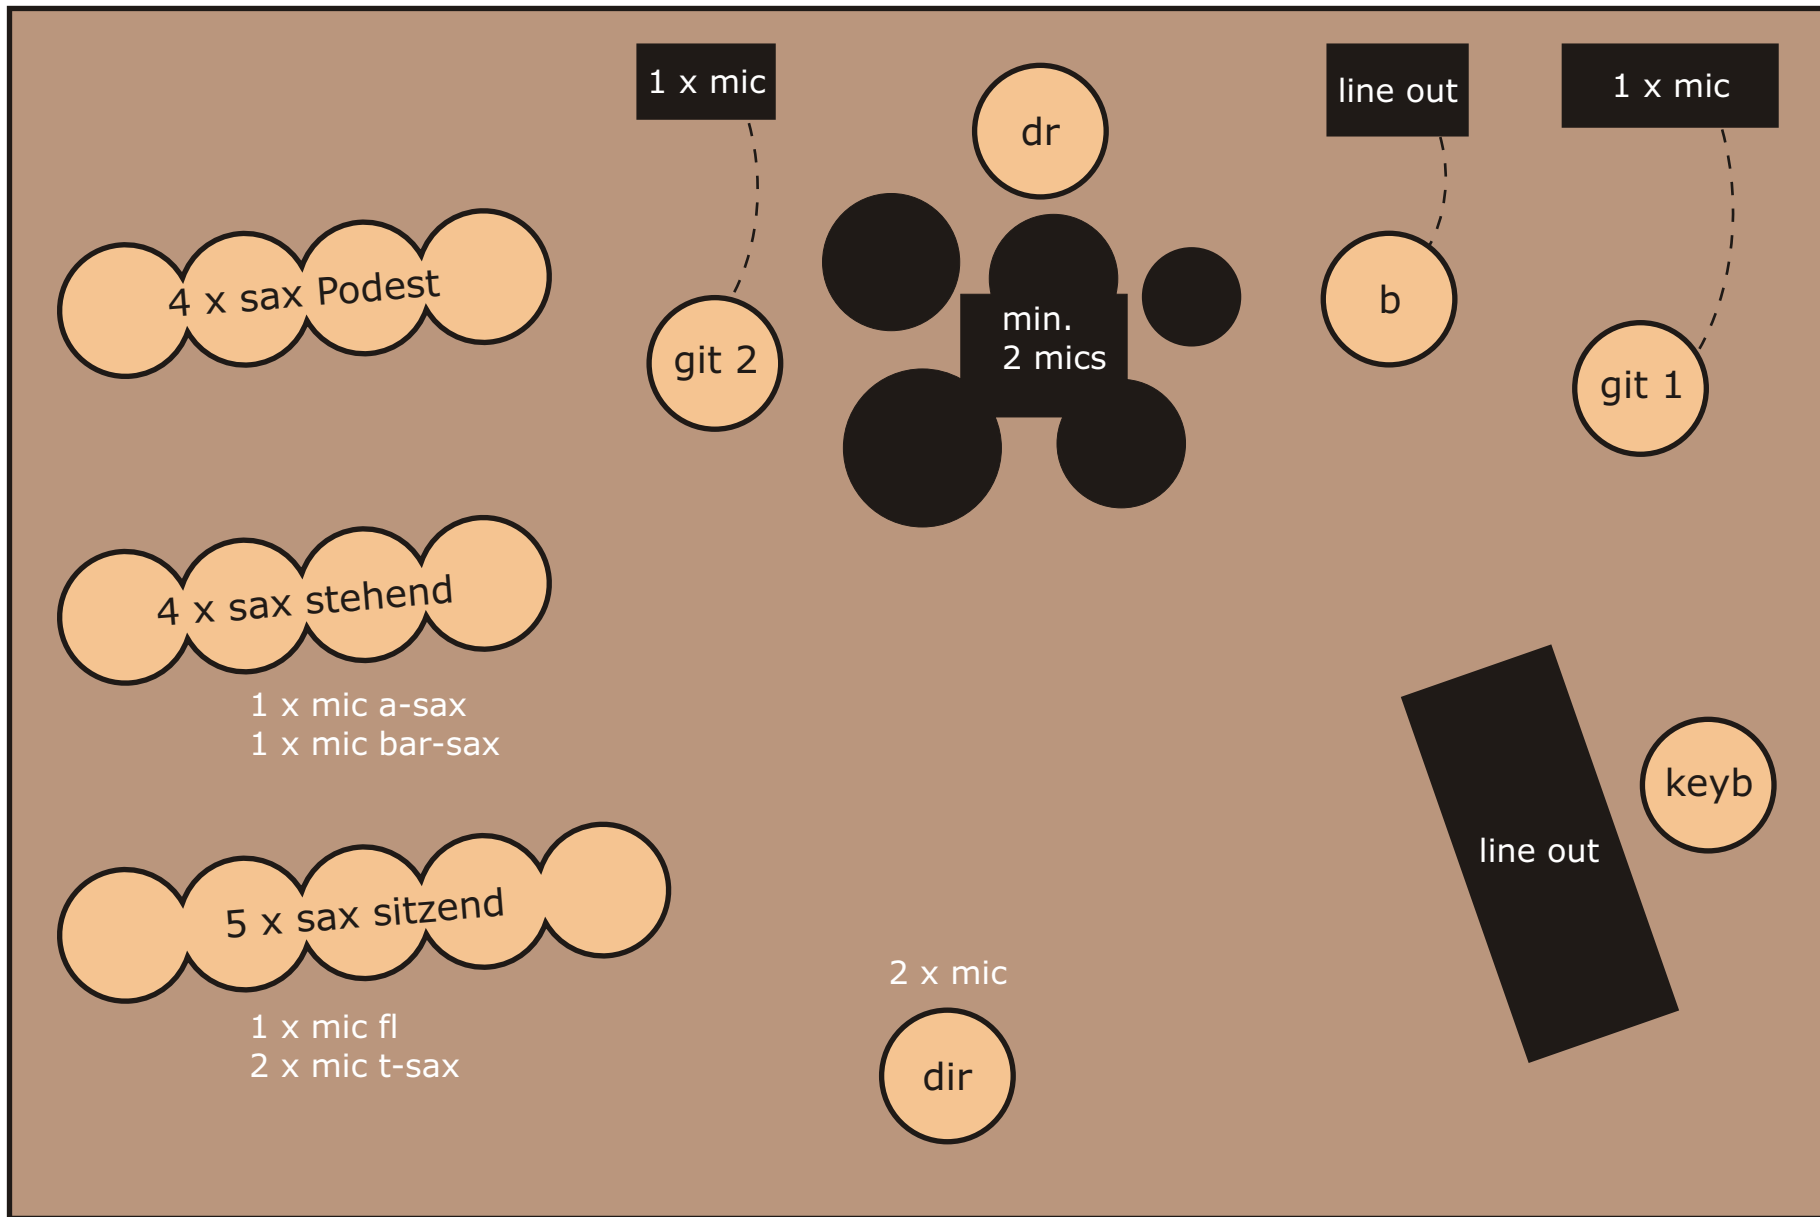 1 x mic
dr
line out
1 x mic
4 x sax Podest
git 2
min.
2 mics
b
git 1
4 x sax stehend
1 x mic a-sax
1 x mic bar-sax
keyb
line out
5 x sax sitzend
1 x mic fl
2 x mic t-sax
2 x mic
dir